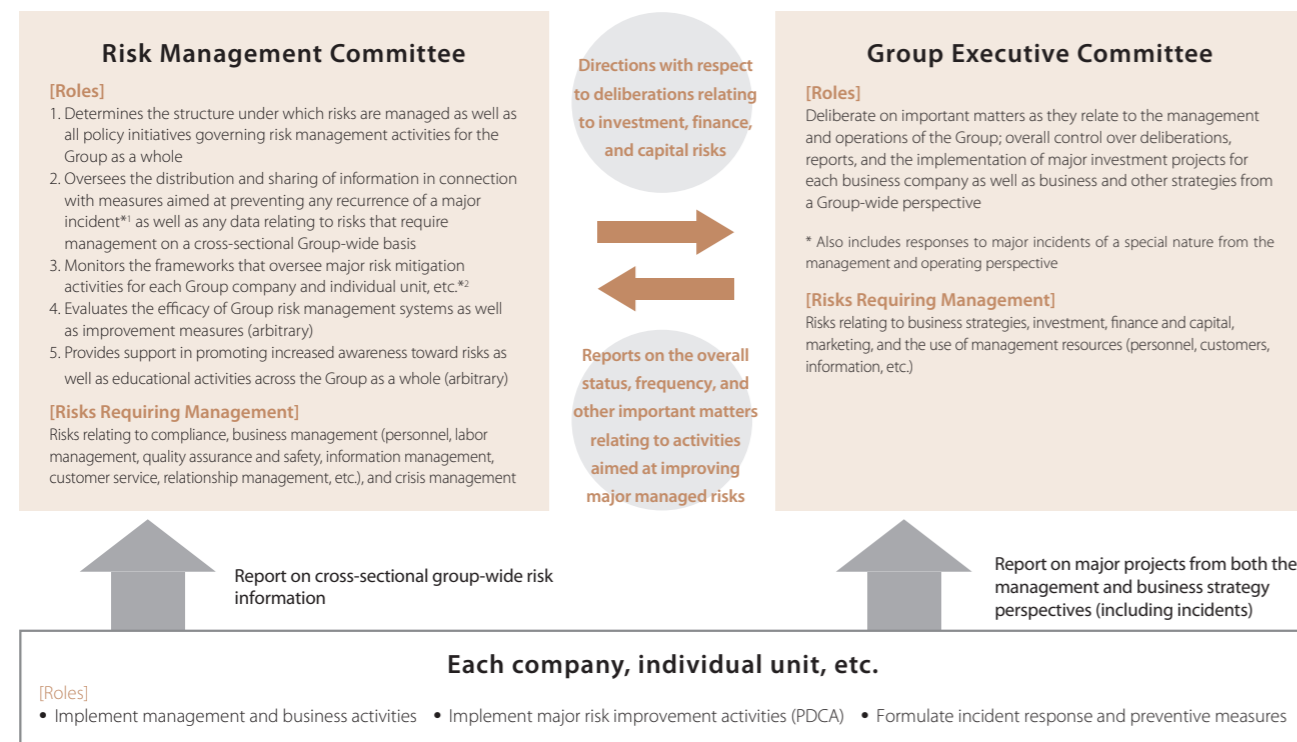 Risk Management Committee
[Roles]
1. Determines the structure under which risks are managed as well as
all policy initiatives governing risk management activities for the
Group as a whole
2. Oversees the distribution and sharing of information in connection
with measures aimed at preventing any recurrence of a major
incident*1 as well as any data relating to risks that require
management on a cross-sectional Group-wide basis
3. Monitors the frameworks that oversee major risk mitigation
activities for each Group company and individual unit, etc.*2
4. Evaluates the efficacy of Group risk management systems as well
as improvement measures (arbitrary)
5. Provides support in promoting increased awareness toward risks as
well as educational activities across the Group as a whole (arbitrary)
[Risks Requiring Management]
Risks relating to compliance, business management (personnel, labor
management, quality assurance and safety, information management,
customer service, relationship management, etc.), and crisis management
Directions with respect
to deliberations relating
to investment, finance,
and capital risks
Reports on the overall
status, frequency, and
other important matters
relating to activities
aimed at improving
major managed risks
Group Executive Committee
[Roles]
Deliberate on important matters as they relate to the management
and operations of the Group; overall control over deliberations,
reports, and the implementation of major investment projects for
each business company as well as business and other strategies from
a Group-wide perspective
* Also includes responses to major incidents of a special nature from the
management and operating perspective
[Risks Requiring Management]
Risks relating to business strategies, investment, finance and capital,
marketing, and the use of management resources (personnel, customers,
information, etc.)
Report on cross-sectional group-wide risk
information
Report on major projects from both the
management and business strategy
perspectives (including incidents)
Each company, individual unit, etc.
[Roles]
• Implement management and business activities • Implement major risk improvement activities (PDCA) • Formulate incident response and preventive measures